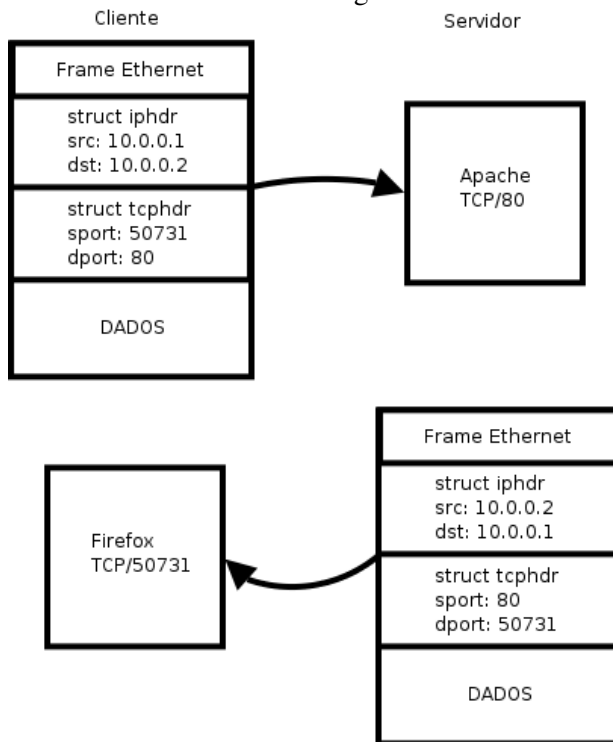 Cliente
Servidor
Frame Ethernet
struct iphdr
src: 10.0.0.1
dst: 10.0.0.2
struct tcphdr
sport: 50731
dport: 80
DADOS
Apache
TCP/80
Firefox
TCP/50731
Frame Ethernet
struct iphdr
src: 10.0.0.2
dst: 10.0.0.1
struct tcphdr
sport: 80
dport: 50731
DADOS